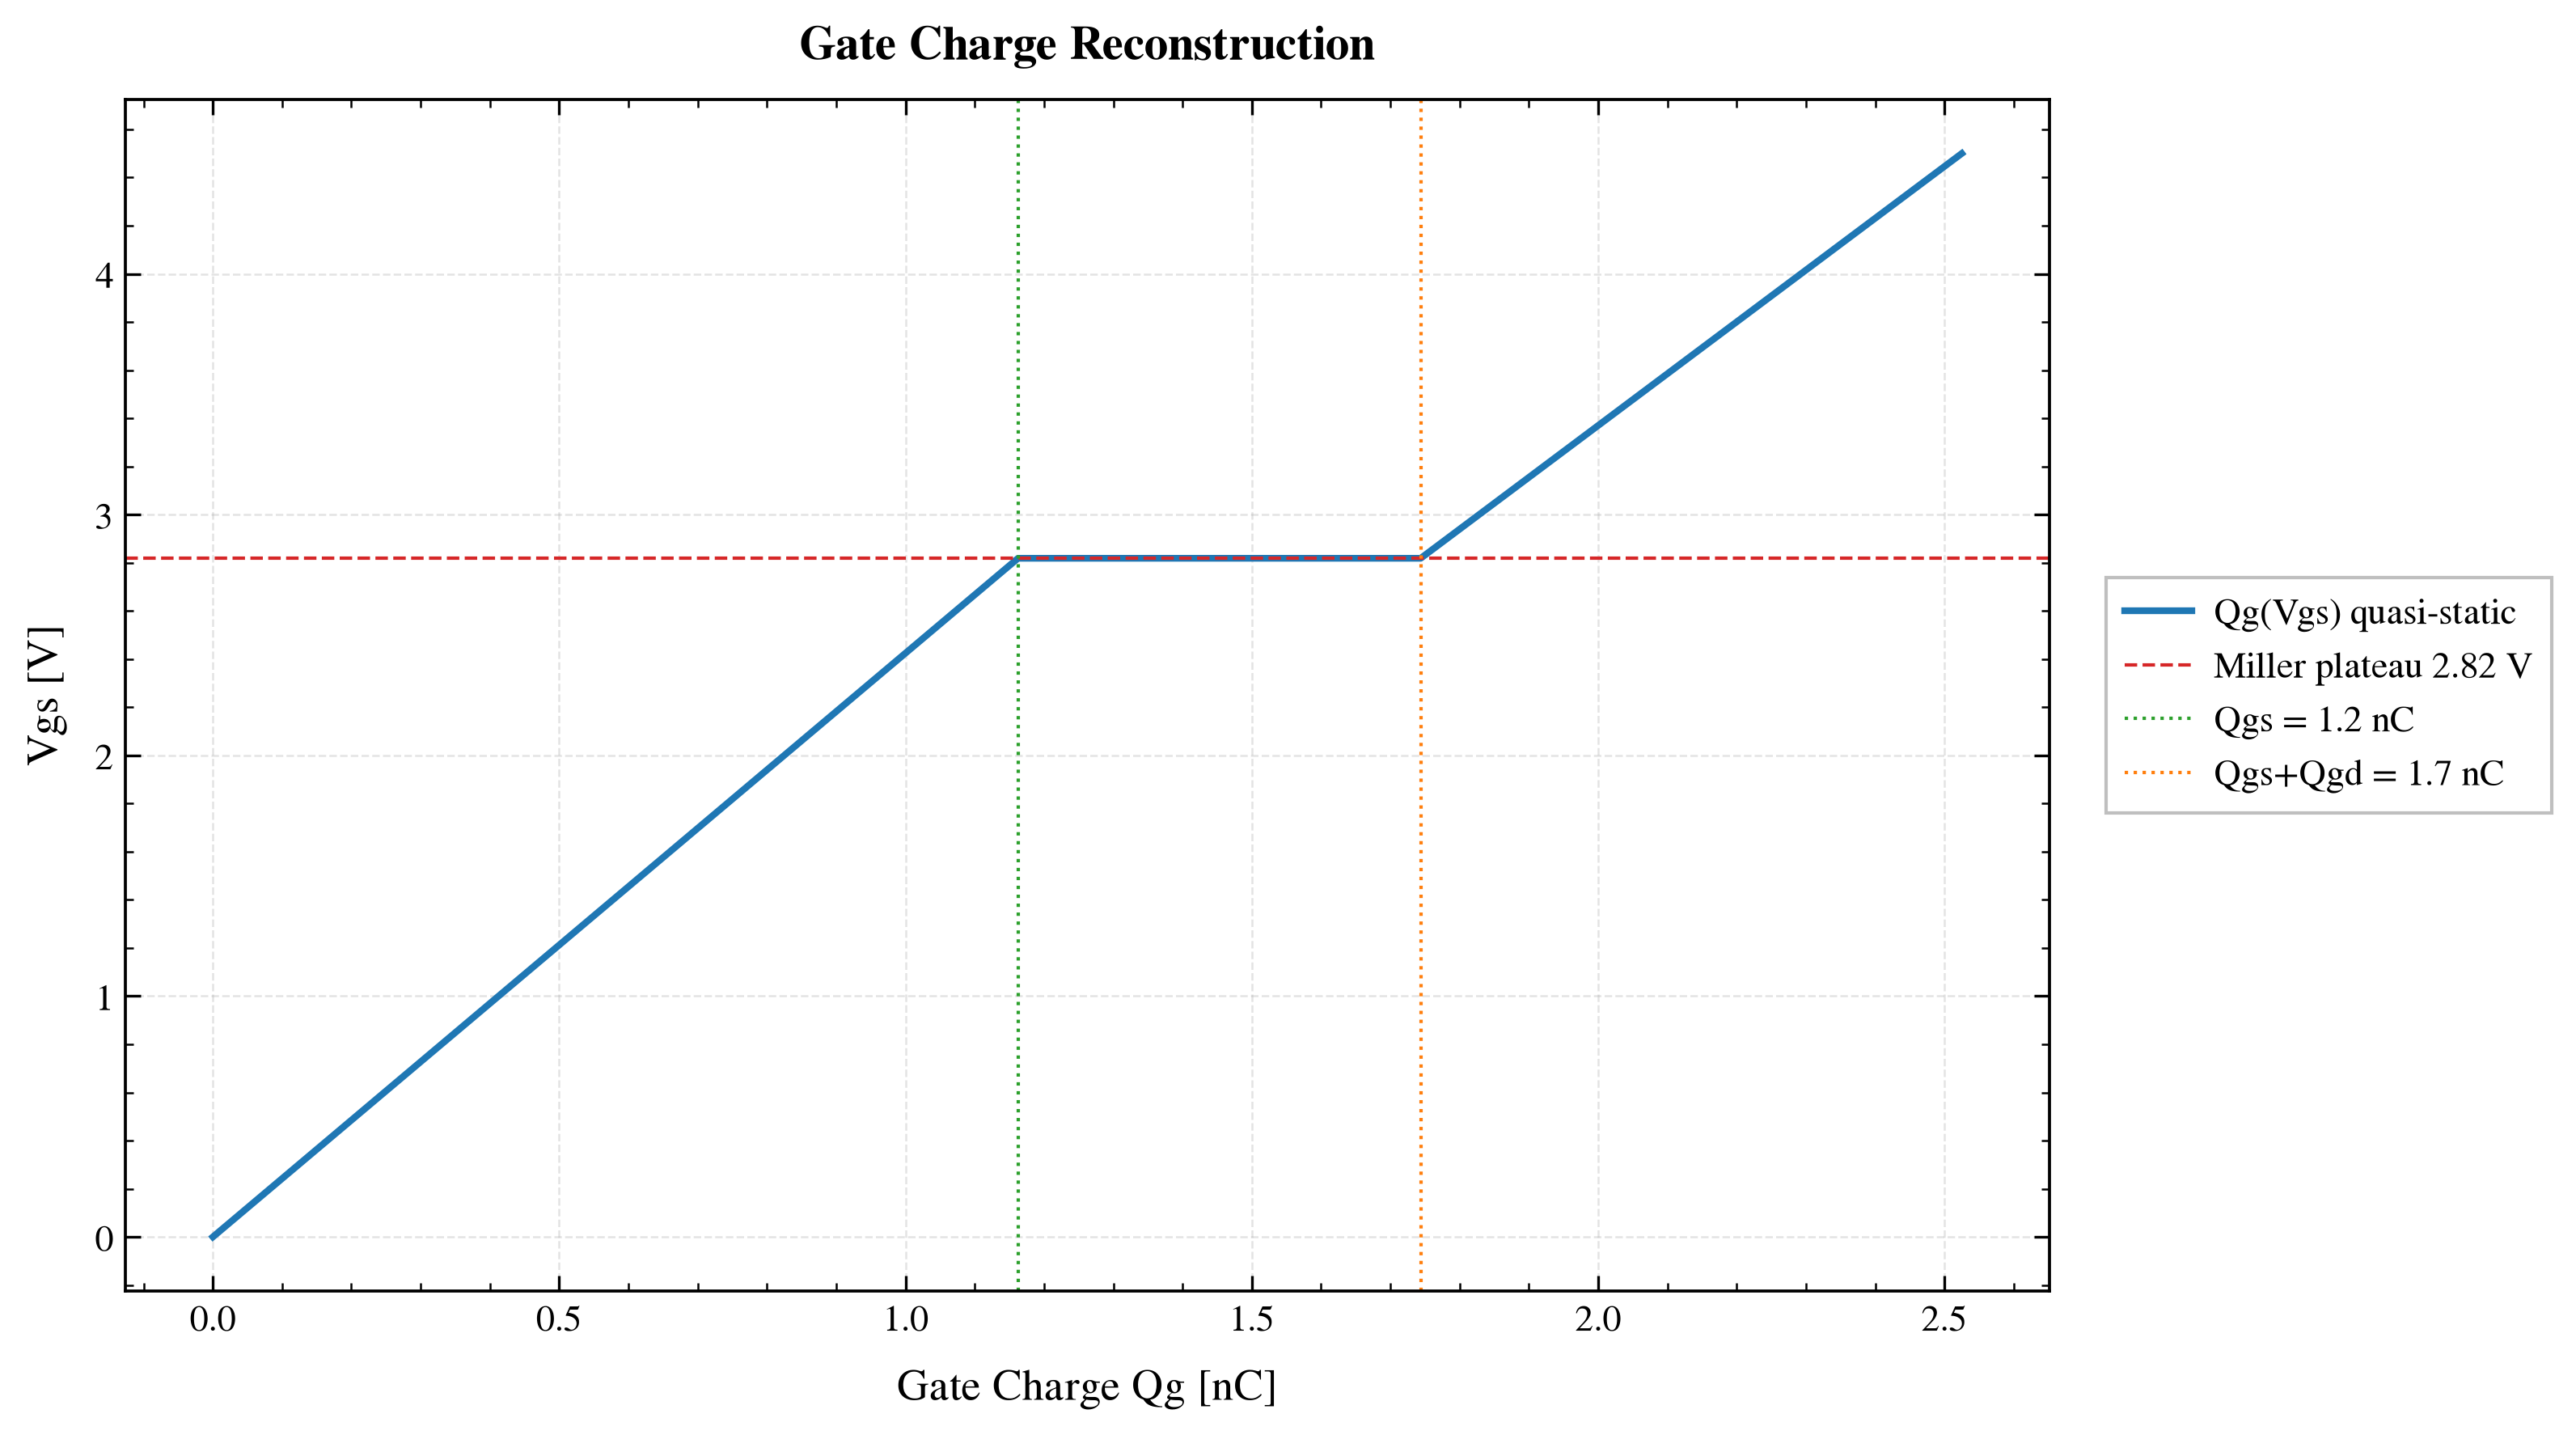 Gate Charge Reconstruction
Vgs [V]
4
3
2
1
0
0.0 0.5 1.0 1.5 2.0 2.5
Gate Charge Qg [nC]
Qg(Vgs) quasi-static
Miller plateau 2.82 V
Qgs = 1.2 nC
Qgs+Qgd = 1.7 nC